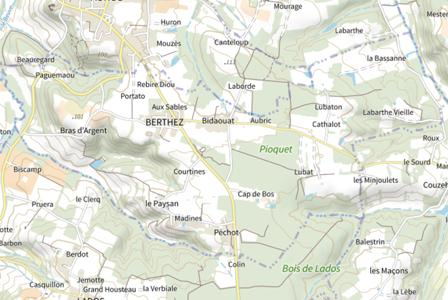 Mourage
Huron
Labarthe
Mouzès
Canteloup
Beauregard
la Bassanne
.111
Paguemaou
Rebire Diou
Laborde
Portato
Aux Sables
Lubaton
.101
BERTHEZ
Bidaouat
Aubric
Labarthe Vieille
Bras d'Argent
Cathalot
Roux
Pioquet
le Sourd
Biscamp
Courtines
Lubat
les Minjoulets
le Clerq
Cap de Bos
Pruera
le Paysan
Madines
Péchot
Barbon
Balestrin
Berdot
Colin
Bois de Lados
les Maçons
Casquillon
Jemotte
Grand Housteau
la Verbiale
la Lèbe